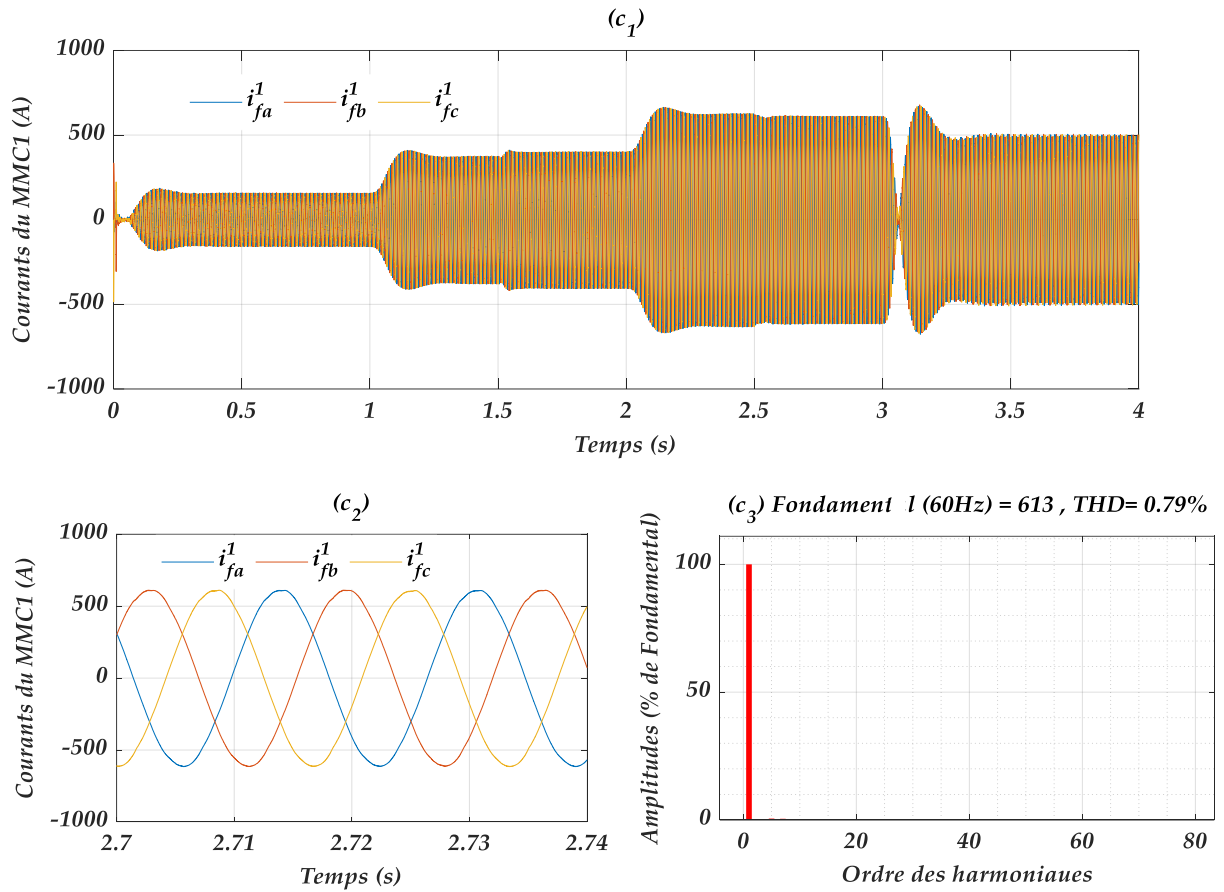 (c1)
1000
500
0
-500
-1000
Courants du MMC1 (A)
i1fa i1fb i1fc
0 0.5 1 1.5 2 2.5 3 3.5 4
Temps (s)
(c2)
1000
500
0
-500
-1000
Courants du MMC1 (A)
i1fa i1fb i1fc
2.7 2.71 2.72 2.73 2.74
Temps (s)
(c3) Fondament l (60Hz) = 613 , THD= 0.79%
100
50
0
Amplitudes (% de Fondamental)
0 20 40 60 80
Ordre des harmoniaues